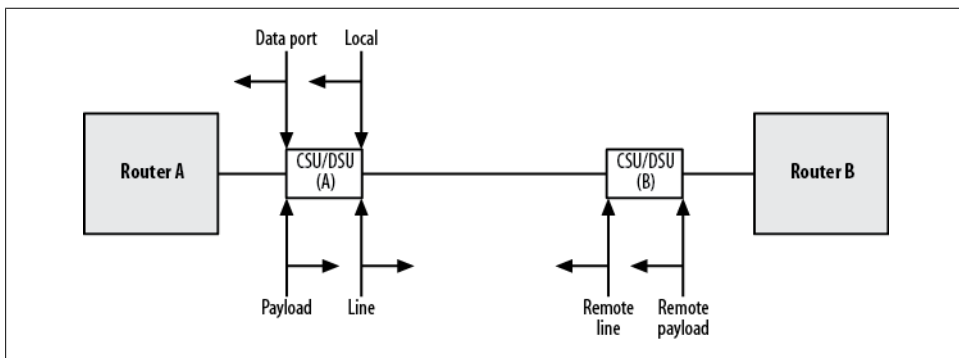 Data port
Local
Router A
CSU/DSU
(A)
CSU/DSU
(B)
Router B
Payload
Line
Remote
line
Remote
payload